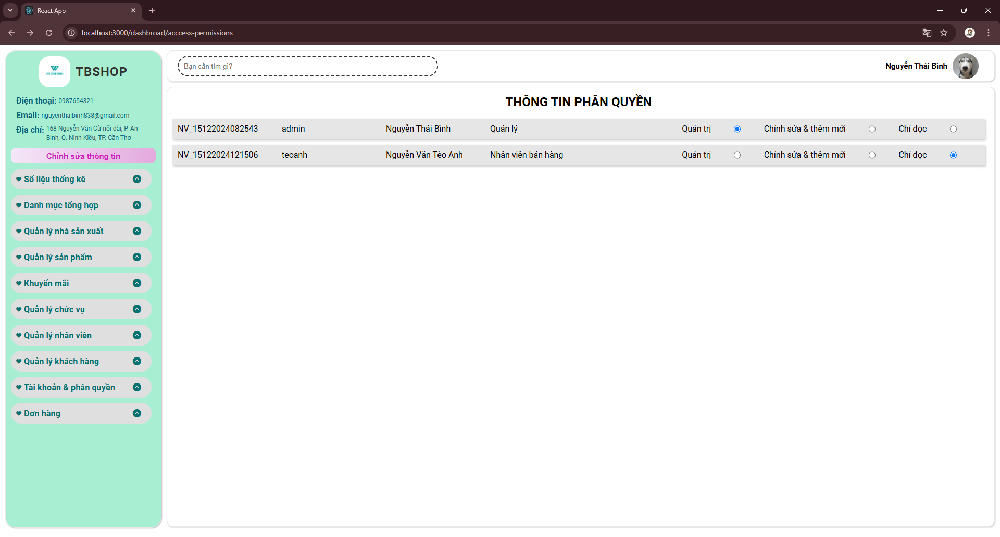 React App
localhost:3000/dashbroad/acccess-permissions
TBSHOP
Điện thoại: 0987654321
Email: nguyenthaibinh838@gmail.com
Địa chỉ: 168 Nguyễn Văn Cừ nối dài, P. An
Bình, Q. Ninh Kiều, TP. Cần Thơ
Chỉnh sửa thông tin
Số liệu thống kê
Danh mục tổng hợp
Quản lý nhà sản xuất
Quản lý sản phẩm
Khuyến mãi
Quản lý chức vụ
Quản lý nhân viên
Quản lý khách hàng
Tài khoản & phân quyền
Đơn hàng
Bạn cần tìm gì?
Nguyễn Thái Bình
THÔNG TIN PHÂN QUYỀN
NV_15122024082543 admin Nguyễn Thái Bình Quản lý Quản trị Chỉnh sửa & thêm mới Chỉ đọc
NV_15122024121506 teoanh Nguyễn Văn Tèo Anh Nhân viên bán hàng Quản trị Chỉnh sửa & thêm mới Chỉ đọc